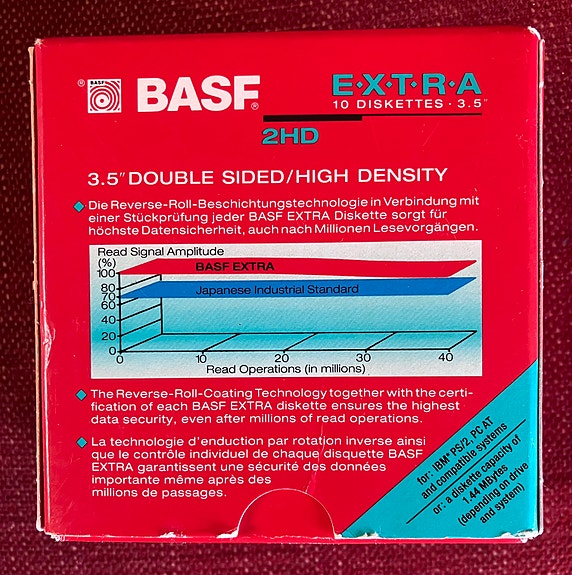 ® BASF BASF®
E·X·T·R·A
10 DISKETTES · 3.5"
2HD
3.5" DOUBLE SIDED/HIGH DENSITY
Die Reverse-Roll-Beschichtungstechnologie in Verbindung mit
einer Stückprüfung jeder BASF EXTRA Diskette sorgt für
höchste Datensicherheit, auch nach Millionen Lesevorgängen.
Read Signal Amplitude
(%)
100
80
70
60
40
20
0
BASF EXTRA
Japanese Industrial Standard
0 10 20 30 40
Read Operations (in millions)
The Reverse-Roll-Coating Technology together with the certi-
fication of each BASF EXTRA diskette ensures the highest
data security, even after millions of read operations.
La technologie d'enduction par rotation inverse ainsi
que le contrôle individuel de chaque disquette BASF
EXTRA garantissent une sécurité des données
importante même après des
millions de passages.
for: IBM® PS/2, PC AT
and compatible systems
or: a diskette capacity of
1.44 MBytes
(depending on drive
and system)